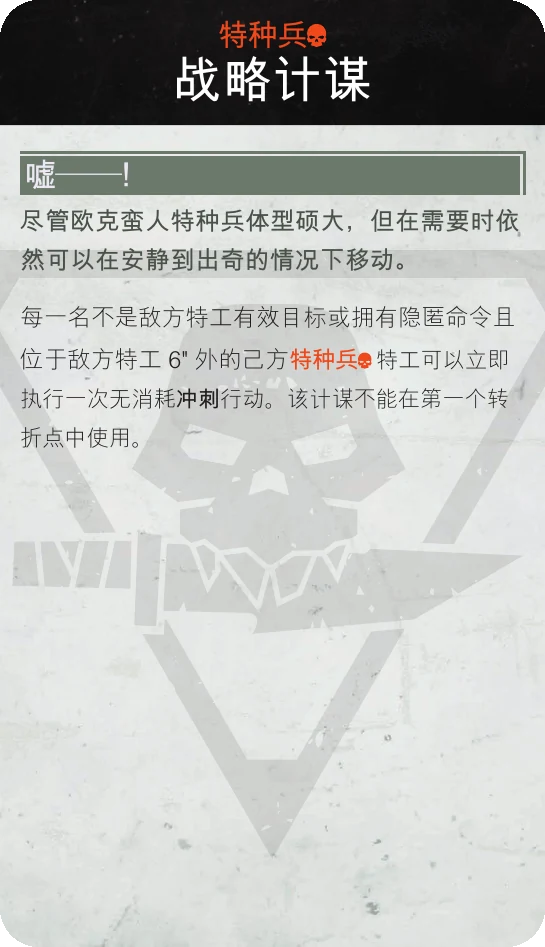 特种兵
战略计谋
嘘——!
尽管欧克蛮人特种兵体型硕大，但在需要时依
然可以在安静到出奇的情况下移动。
每一名不是敌方特工有效目标或拥有隐匿命令且
位于敌方特工 6" 外的己方特种兵 特工可以立即
执行一次无消耗冲刺行动。该计谋不能在第一个转
折点中使用。